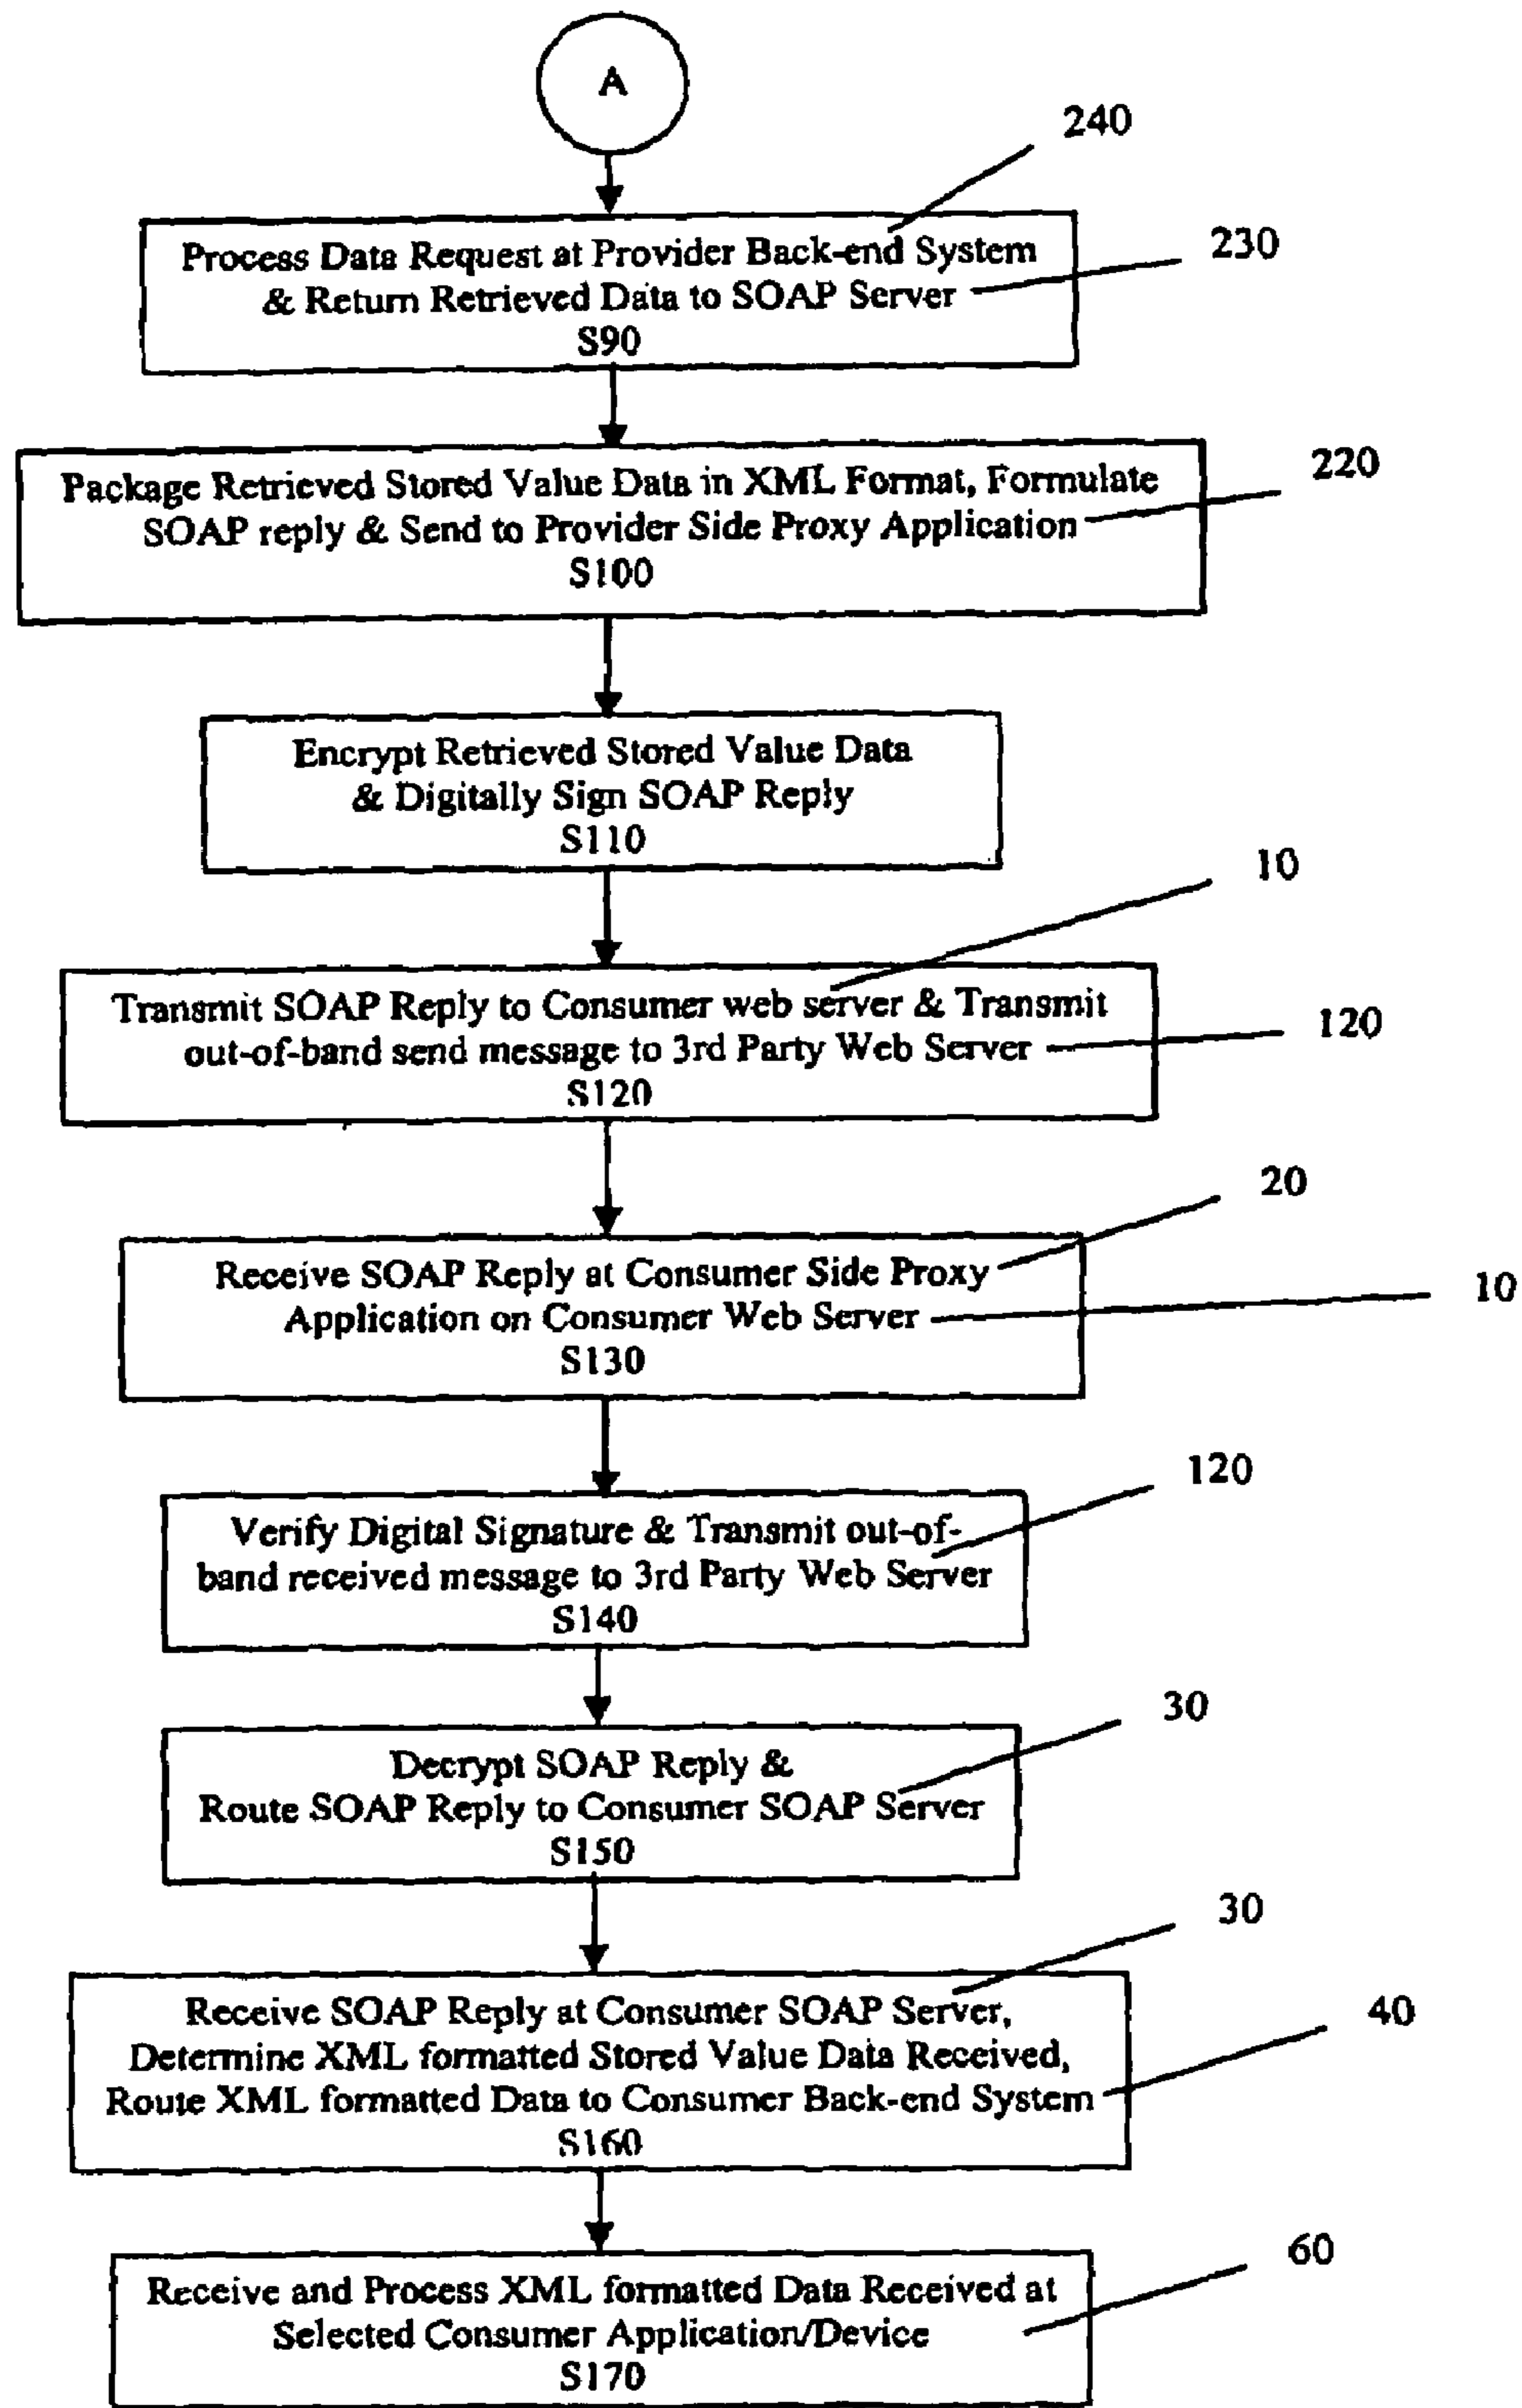 A
240
Process Data Request at Provider Back-end System
& Return Retrieved Data to SOAP Server
230
S90
Package Retrieved Stored Value Data in XML Format, Formulate
220
SOAP reply & Send to Provider Side Proxy Application
S100
Encrypt Retrieved Stored Value Data
& Digitally Sign SOAP Reply
S110
10
Transmit SOAP Reply to Consumer web server & Transmit
out-of-band send message to 3rd Party Web Server
120
S120
20
Receive SOAP Reply at Consumer Side Proxy
Application on Consumer Web Server
10
S130
120
Verify Digital Signature & Transmit out-of-
band received message to 3rd Party Web Server
S140
30
Decrypt SOAP Reply &
Route SOAP Reply to Consumer SOAP Server
S150
30
Receive SOAP Reply at Consumer SOAP Server,
40
Determine XML formatted Stored Value Data Received,
Route XML formatted Data to Consumer Back-end System
S160
60
Receive and Process XML formatted Data Received at
Selected Consumer Application/Device
S170